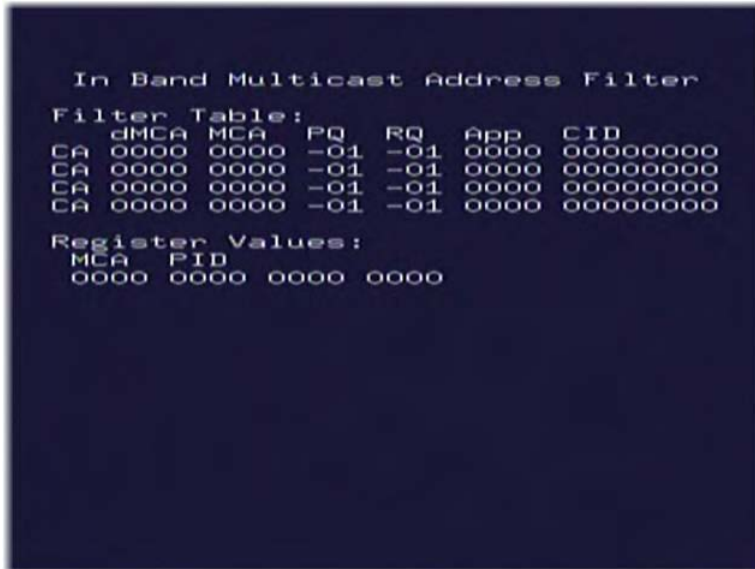 In Band Multicast Address Filter
Filter Table:
dMCA MCA PQ RQ App CID
CA 0000 0000 -01 -01 0000 00000000
CA 0000 0000 -01 -01 0000 00000000
CA 0000 0000 -01 -01 0000 00000000
CA 0000 0000 -01 -01 0000 00000000
Register Values:
MCA PID
0000 0000 0000 0000